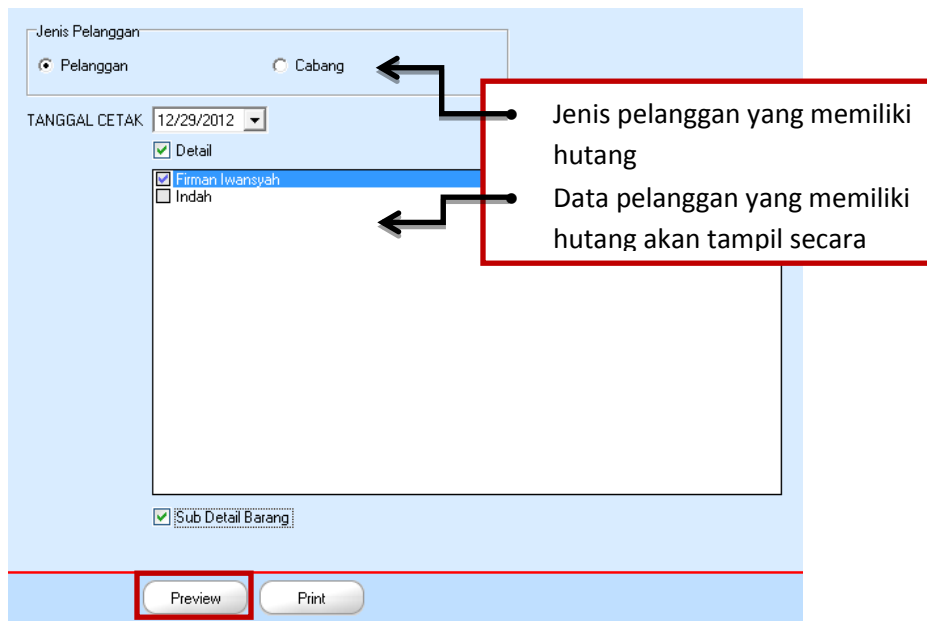 Jenis Pelanggan
Pelanggan
Cabang
TANGGAL CETAK 12/29/2012
Detail
Firman Iwansyah
Indah
Jenis pelanggan yang memiliki
hutang
Data pelanggan yang memiliki
hutang akan tampil secara
Sub Detail Barang
Preview
Print